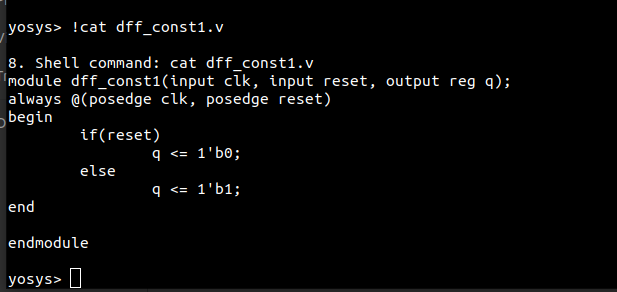 yosys> !cat dff_const1.v
8. Shell command: cat dff_const1.v
module dff_const1(input clk, input reset, output reg q);
always @(posedge clk, posedge reset)
begin
        if(reset)
                q <= 1'b0;
        else
                q <= 1'b1;
end
endmodule
yosys>